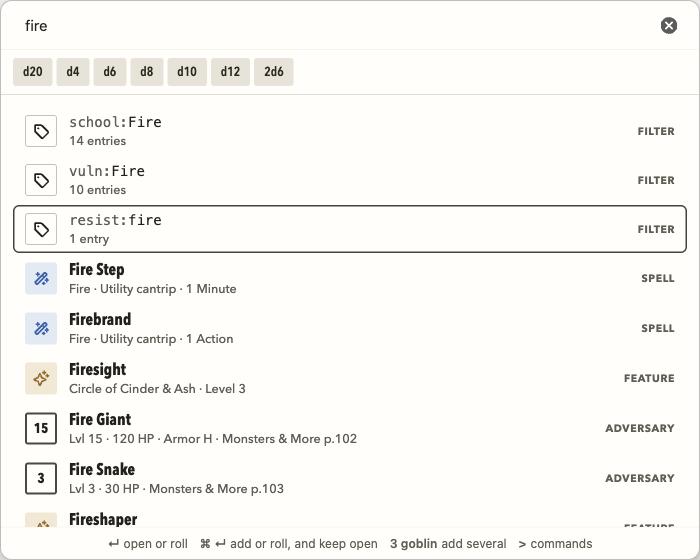 fire
d20 d4 d6 d8 d10 d12 2d6
school:Fire
14 entries
FILTER
vuln:Fire
10 entries
FILTER
resist:fire
1 entry
FILTER
Fire Step
Fire · Utility cantrip · 1 Minute
SPELL
Firebrand
Fire · Utility cantrip · 1 Action
SPELL
Firesight
Circle of Cinder & Ash · Level 3
FEATURE
15
Fire Giant
Lvl 15 · 120 HP · Armor H · Monsters & More p.102
ADVERSARY
3
Fire Snake
Lvl 3 · 30 HP · Monsters & More p.103
ADVERSARY
Fireshaper
FEATURE
↵ open or roll ⌘ ↵ add or roll, and keep open 3 goblin add several > commands